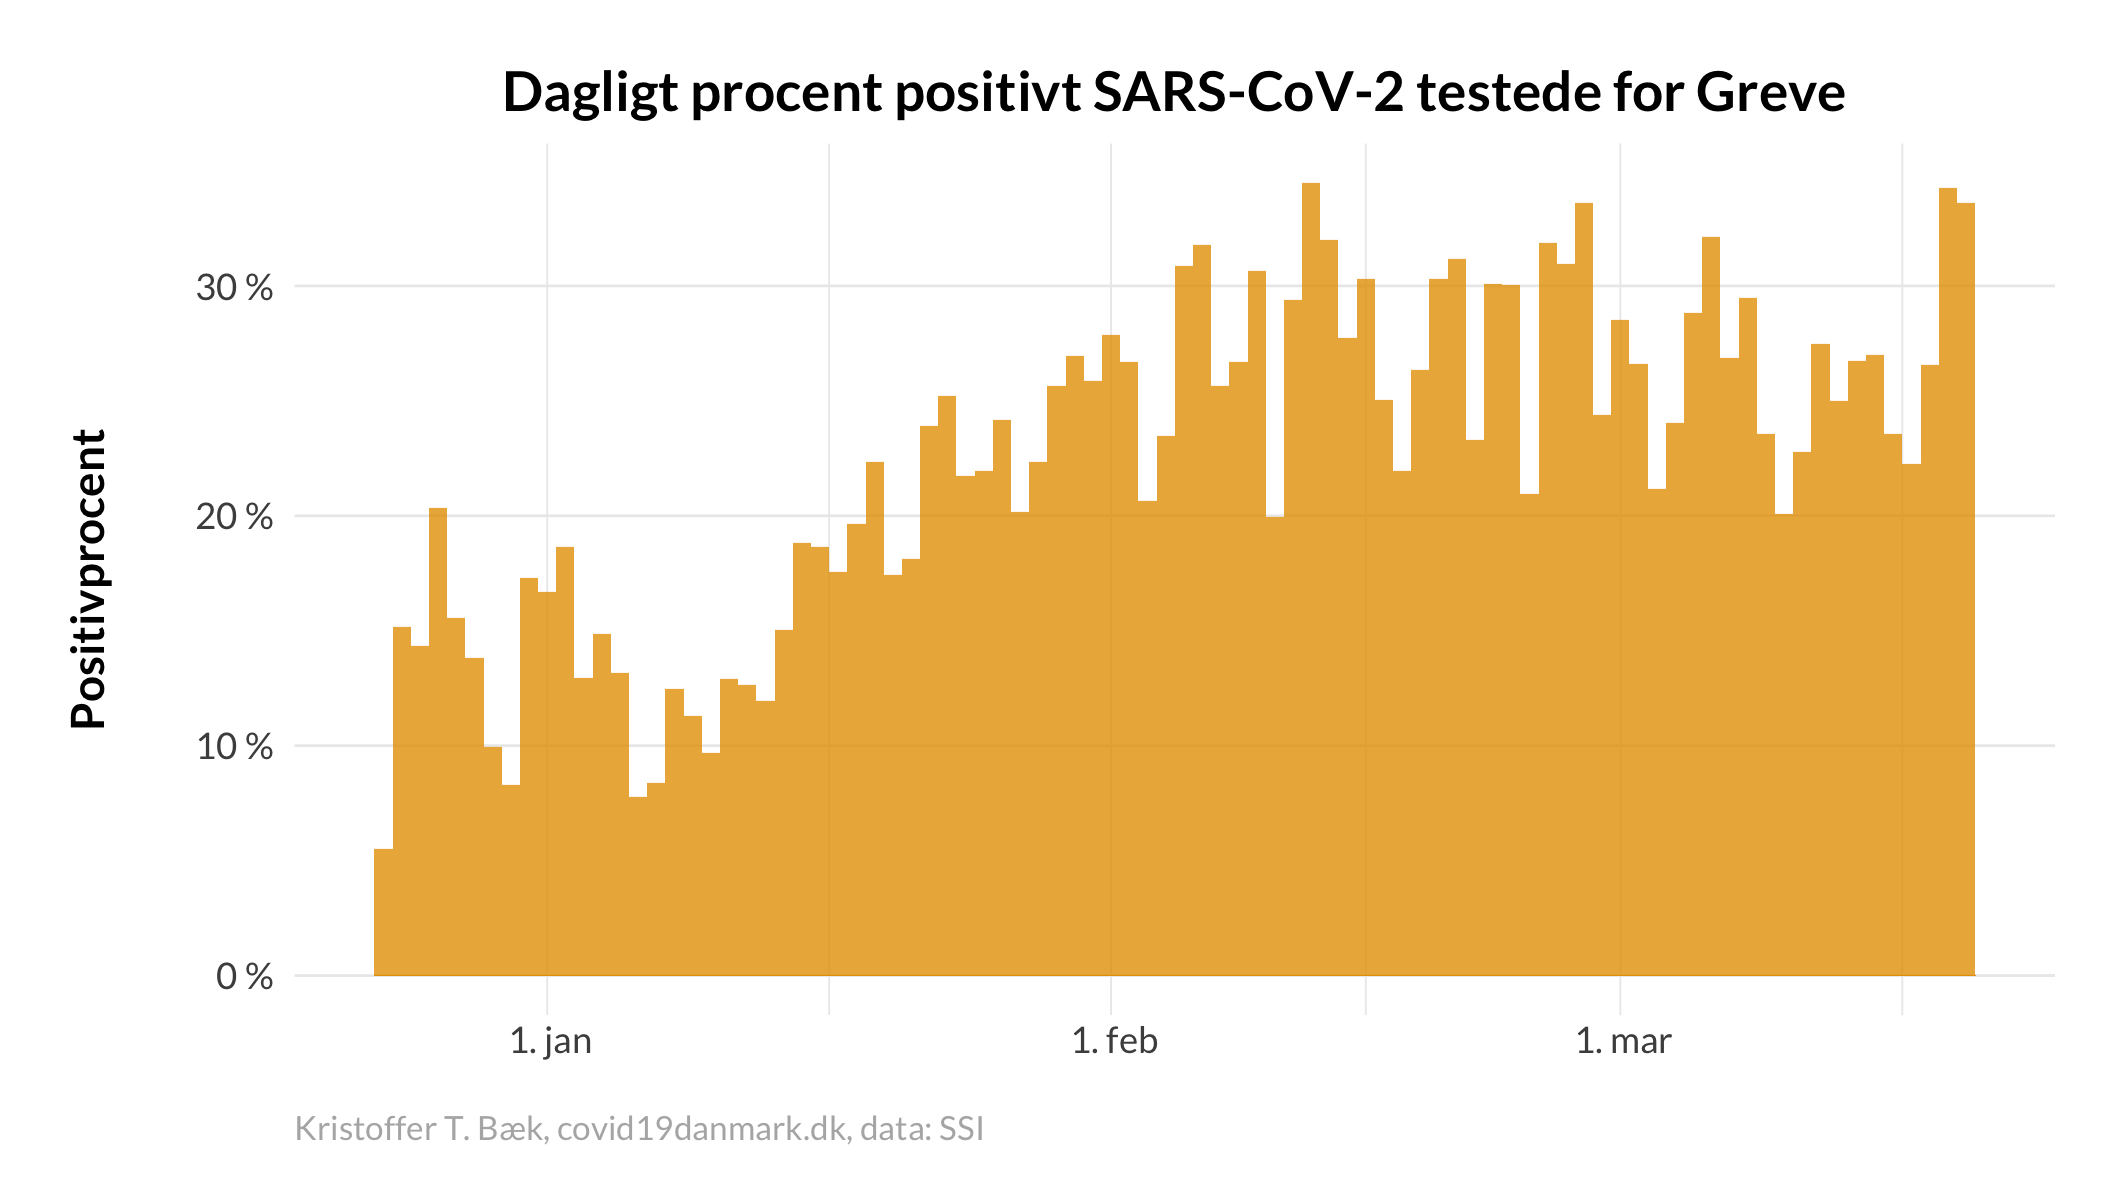 Dagligt procent positivt SARS-CoV-2 testede for Greve
Positivprocent
30 %
20 %
10 %
0 %
1. jan
1. feb
1. mar
Kristoffer T. Bæk, covid19danmark.dk, data: SSI